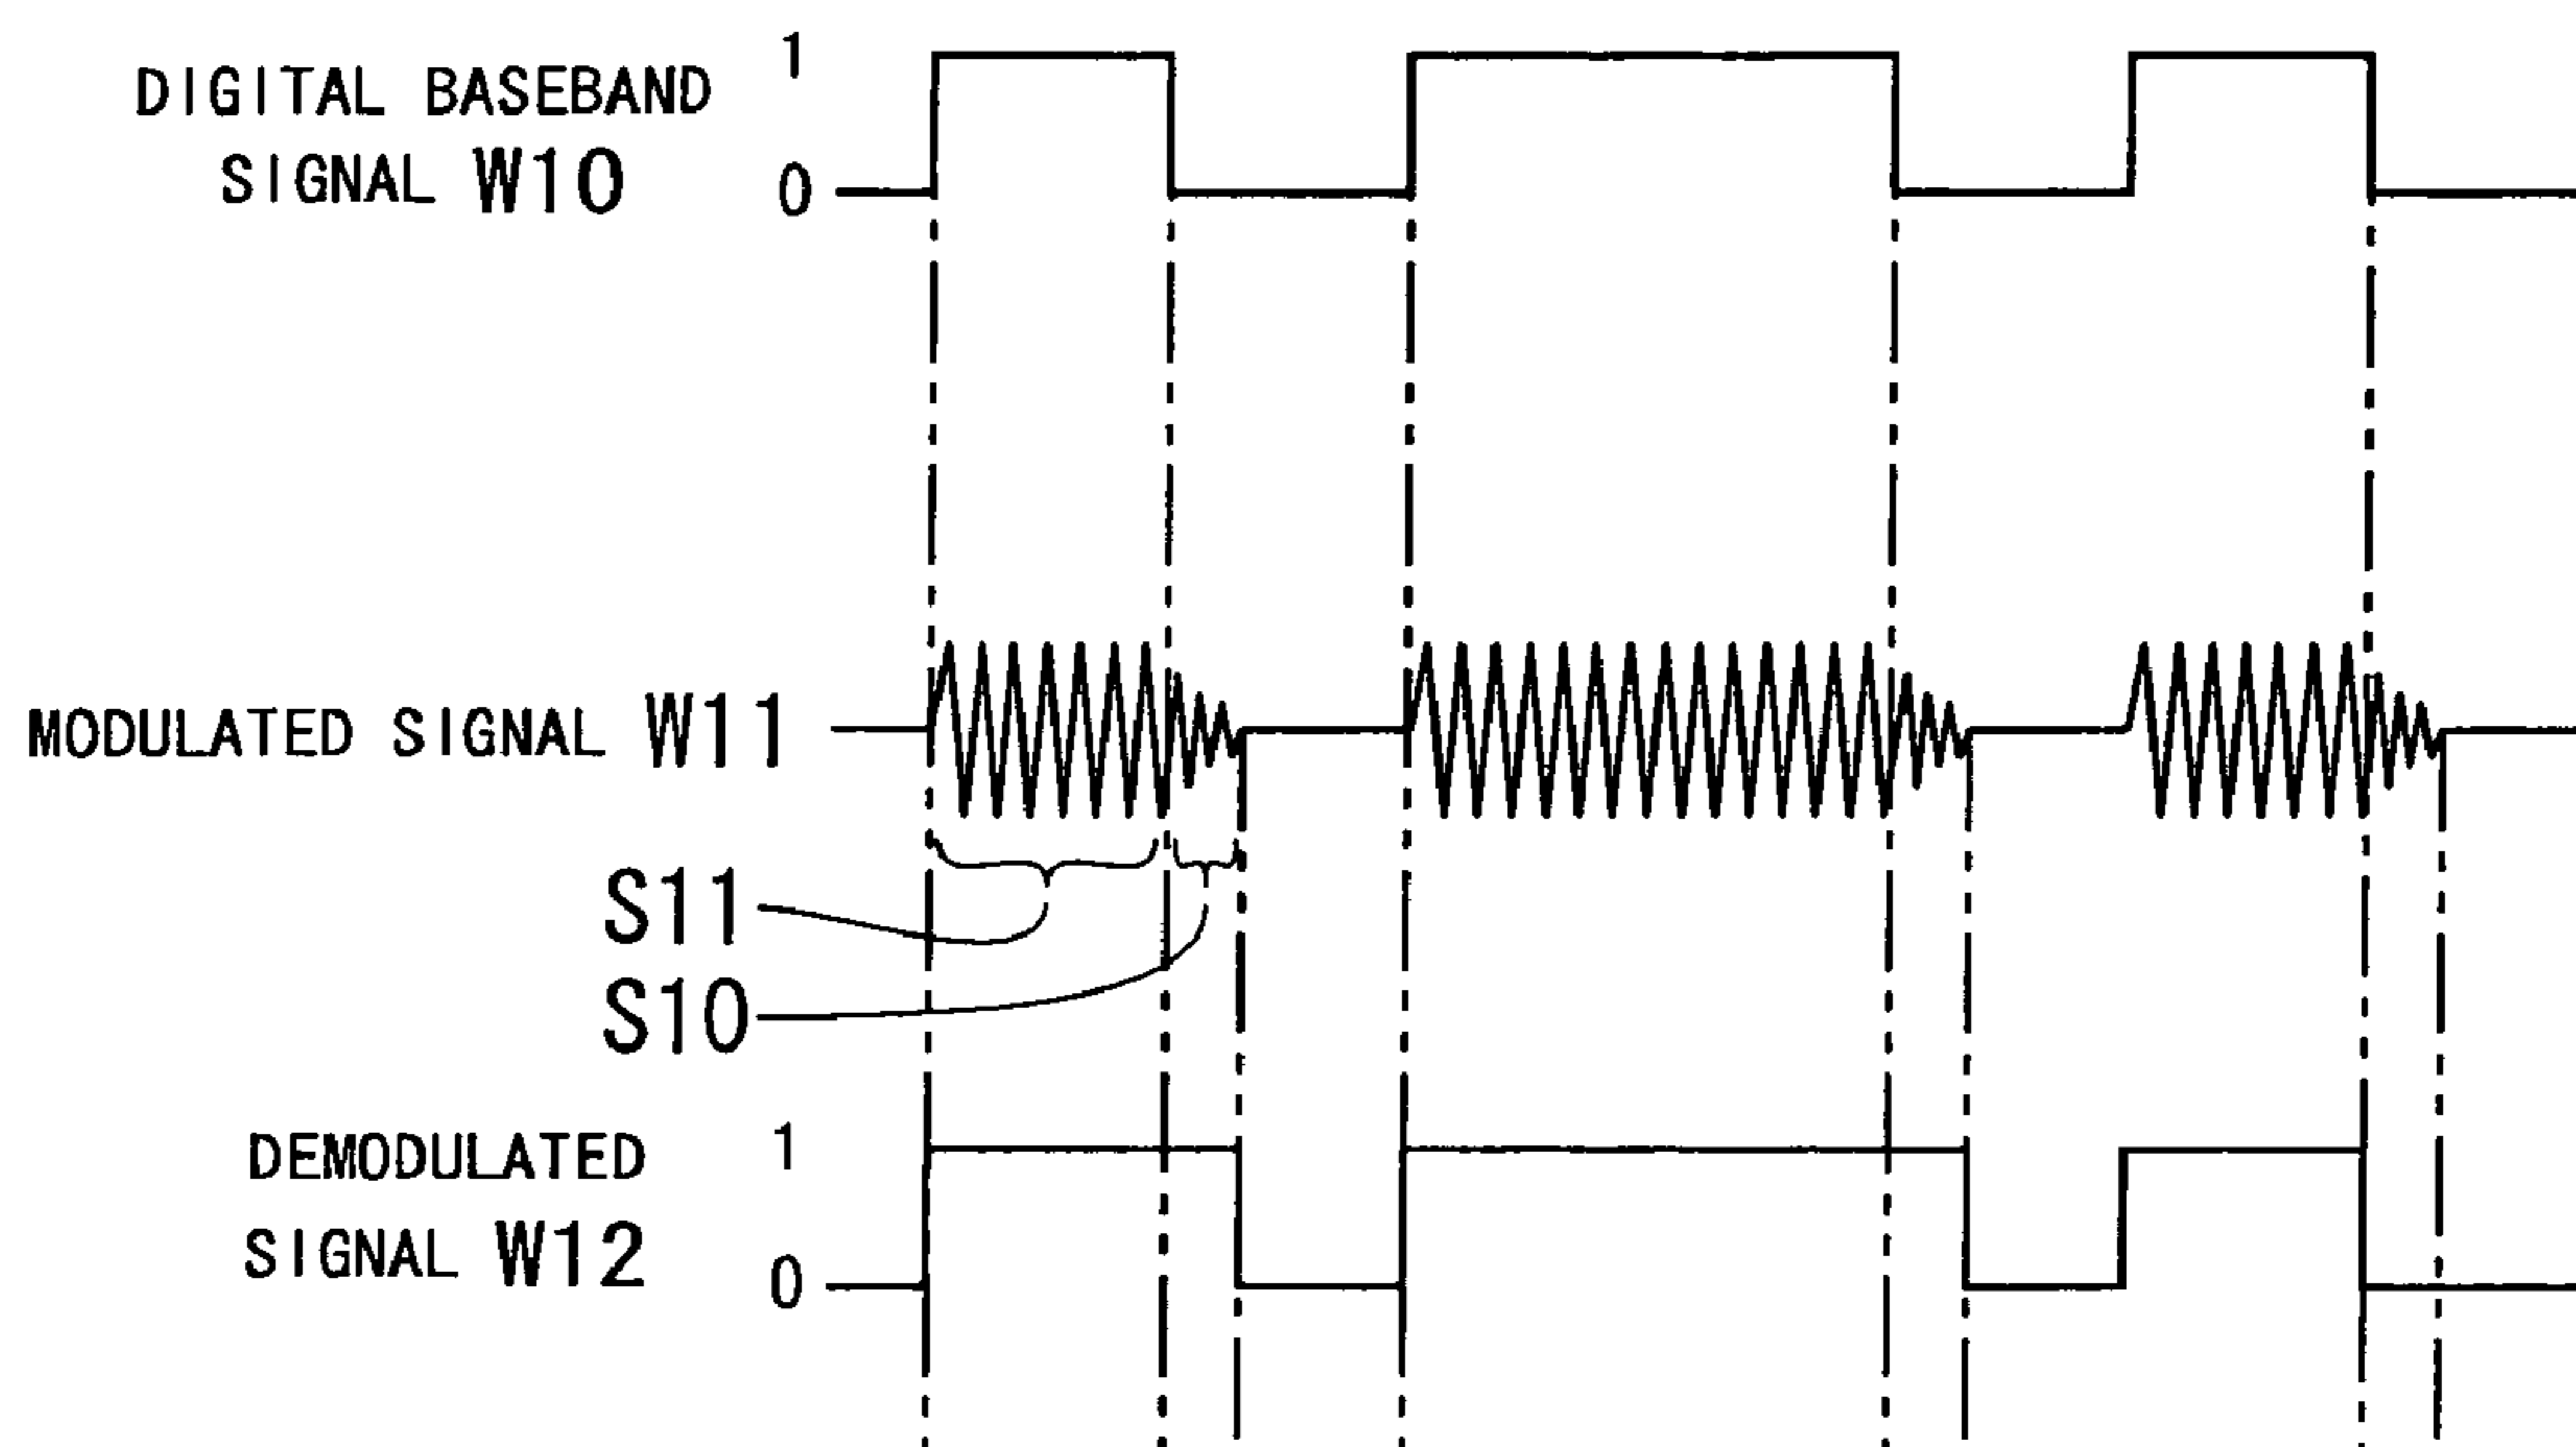 DIGITAL BASEBAND
SIGNAL W10
1
0
MODULATED SIGNAL W11
S11
S10
DEMODULATED
SIGNAL W12
1
0